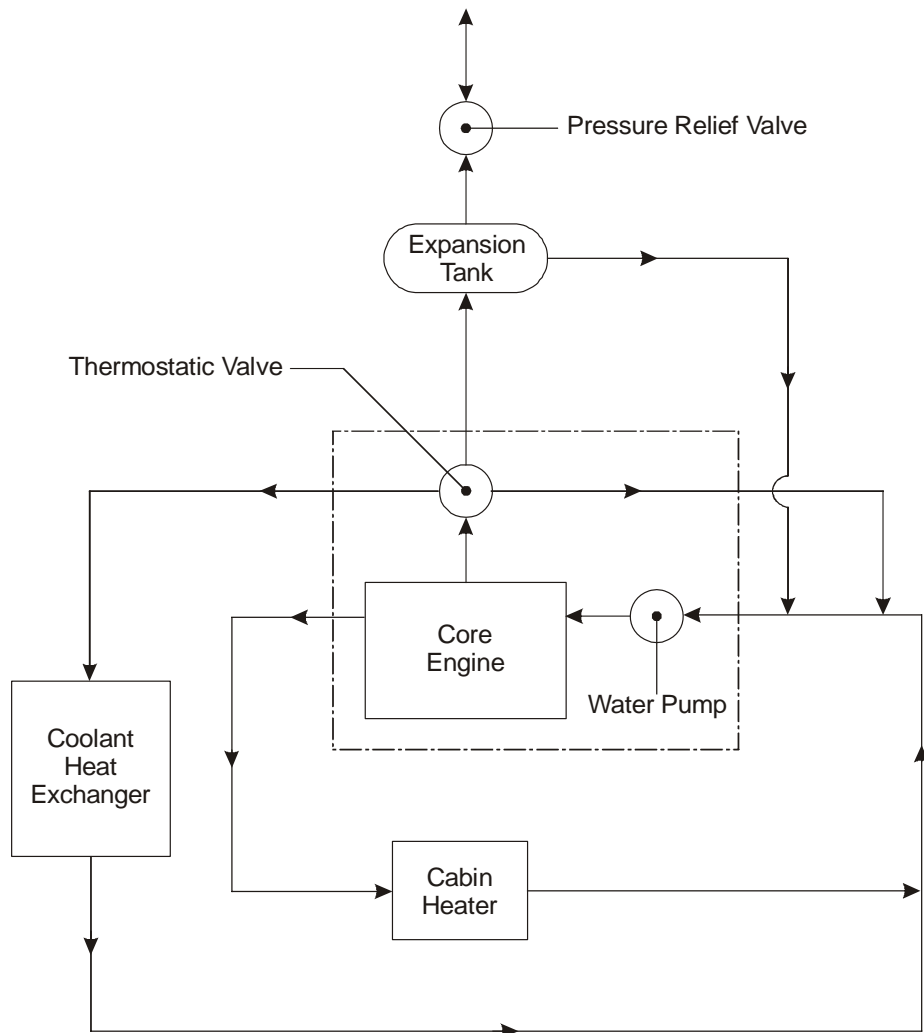 Pressure Relief Valve
Expansion
Tank
Thermostatic Valve
Core
Engine
Water Pump
Coolant
Heat
Exchanger
Cabin
Heater